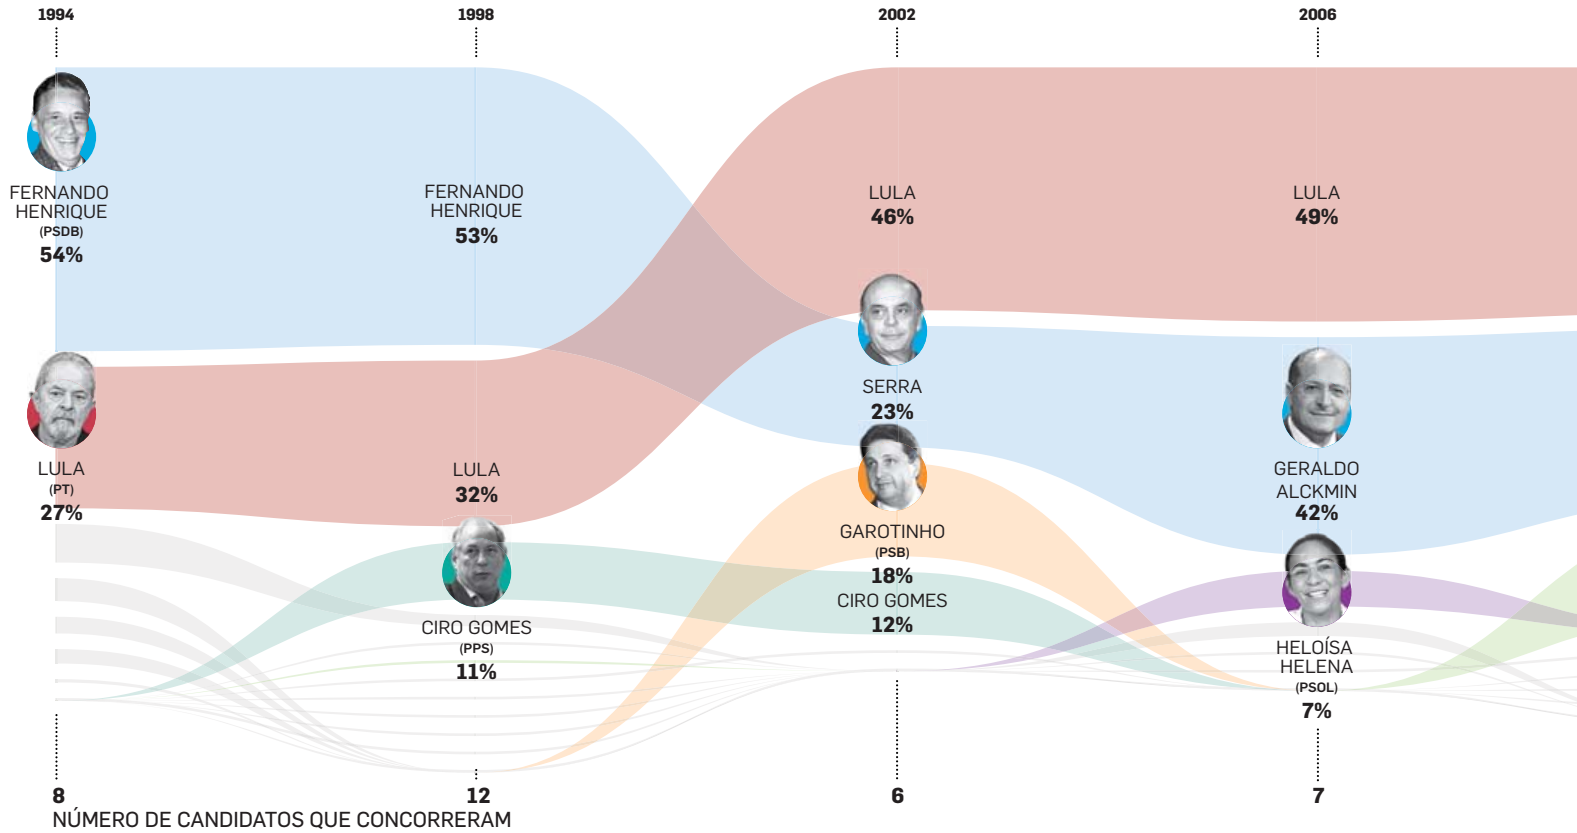 1994
1998
2002
2006
FERNANDO
HENRIQUE
(PSDB)
54%
LULA
(PT)
27%
FERNANDO
HENRIQUE
53%
LULA
32%
CIRO GOMES
(PPS)
11%
LULA
46%
SERRA
23%
GAROTINHO
(PSB)
18%
CIRO GOMES
12%
LULA
49%
GERALDO
ALCKMIN
42%
HELOÍSA
HELENA
(PSOL)
7%
8
12
6
7
NÚMERO DE CANDIDATOS QUE CONCORRERAM